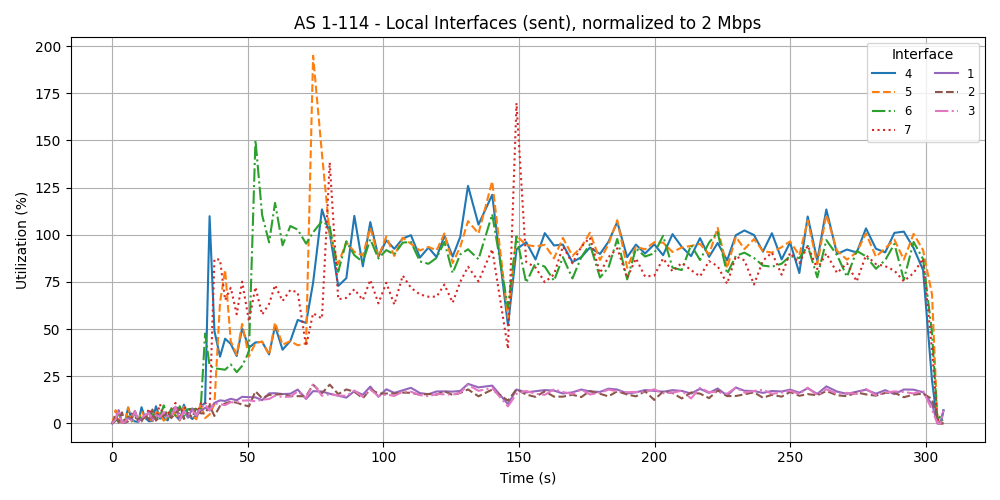 AS 1-114 - Local Interfaces (sent), normalized to 2 Mbps
Utilization (%)
200
175
150
125
100
75
50
25
0
0 50 100 150 200 250 300
Time (s)
Interface
4 1
5 2
6 3
7